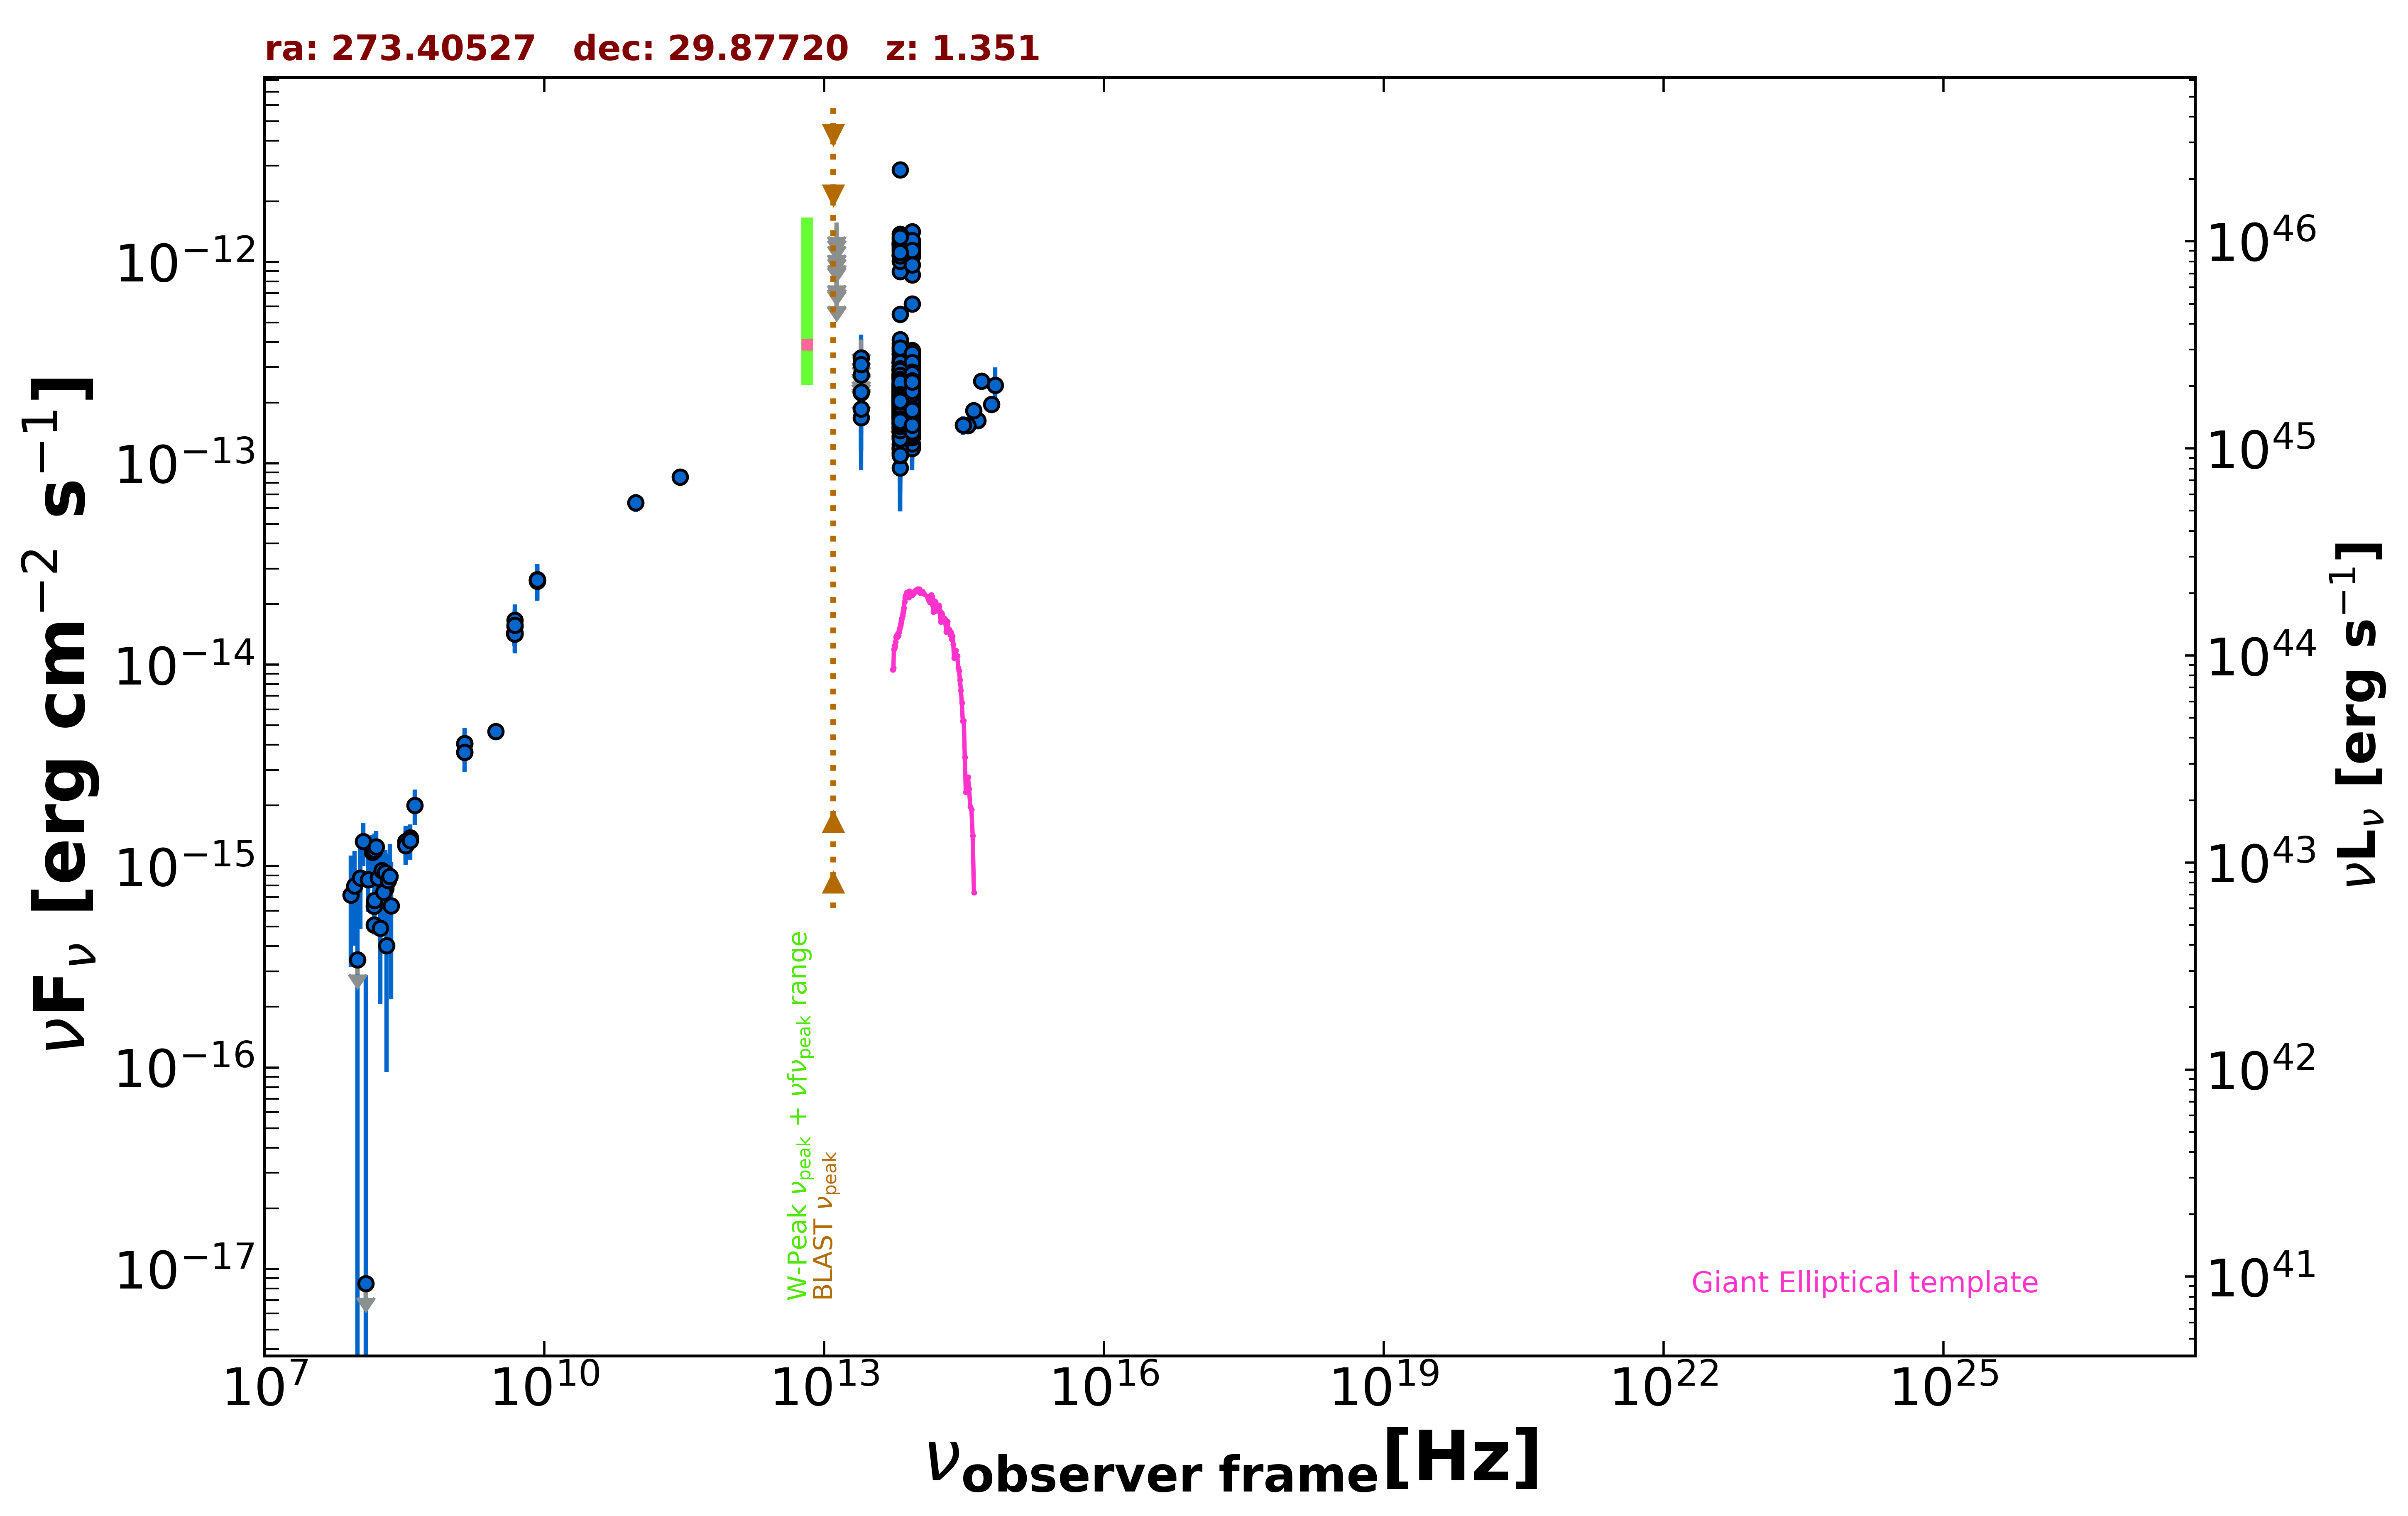 ra: 273.40527   dec: 29.87720   z: 1.351
νF_ν [erg cm^−2 s^−1]
10^−12
10^−13
10^−14
10^−15
10^−16
10^−17
W-Peak ν_peak + νfν_peak range
BLAST ν_peak
Giant Elliptical template
10^46
10^45
10^44
10^43
10^42
10^41
νL_ν [erg s^−1]
10^7 10^10 10^13 10^16 10^19 10^22 10^25
ν_observer frame [Hz]